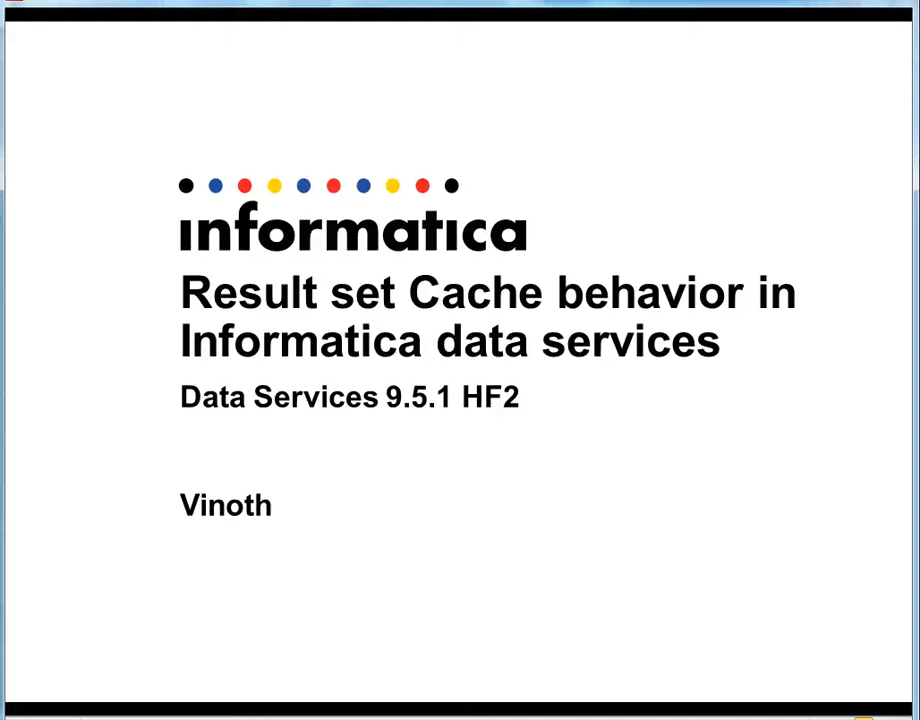 informatica
Result set Cache behavior in
Informatica data services
Data Services 9.5.1 HF2
Vinoth